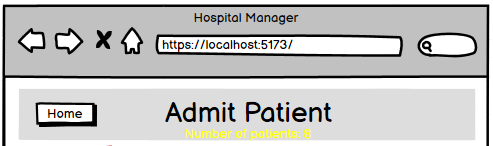 Hospital Manager
https://localhost:5173/
Home
Admit Patient
Number of patients: 8